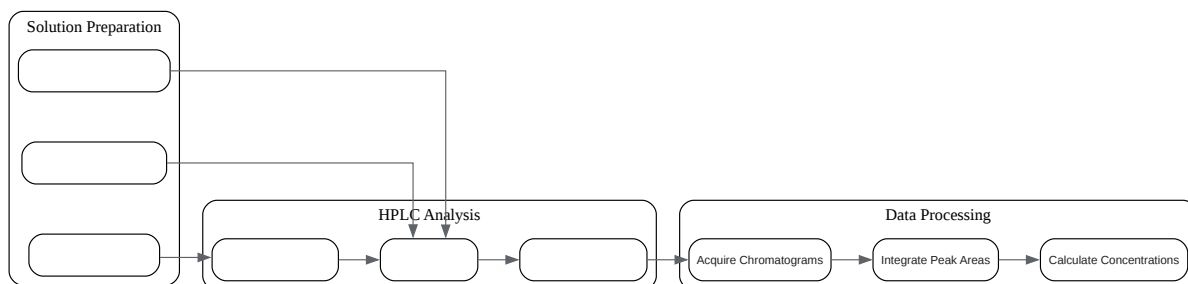 Solution Preparation
HPLC Analysis
Data Processing
Acquire Chromatograms
Integrate Peak Areas
Calculate Concentrations